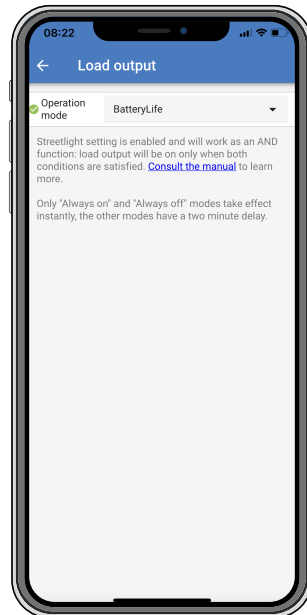 08:22
Load output
Operation
mode
BatteryLife
Streetlight setting is enabled and will work as an AND
function: load output will be on only when both
conditions are satisfied. Consult the manual to learn
more.
Only "Always on" and "Always off" modes take effect
instantly, the other modes have a two minute delay.